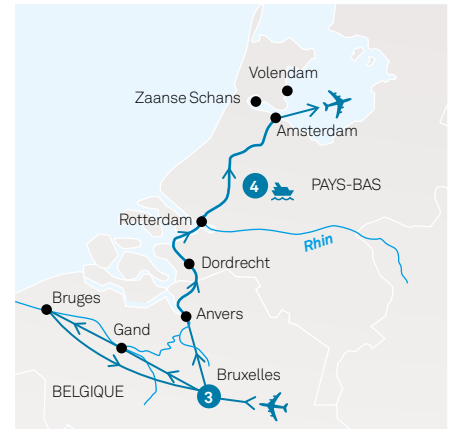 Volendam
Zaanse Schans
Amsterdam
4
PAYS-BAS
Rotterdam
Rhin
Dordrecht
Bruges
Anvers
Gand
Bruxelles
BELGIQUE
3